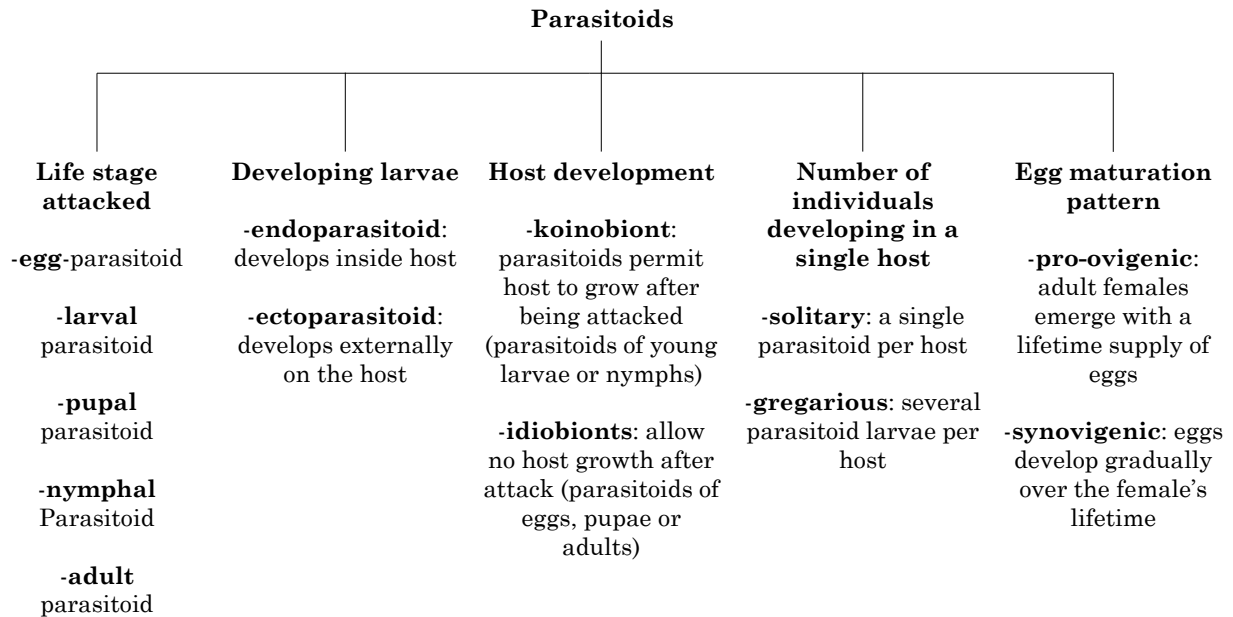 Parasitoids
Life stage
attacked
-egg-parasitoid
-larval
parasitoid
-pupal
parasitoid
-nymphal
Parasitoid
-adult
parasitoid
Developing larvae
-endoparasitoid:
develops inside host
-ectoparasitoid:
develops externally
on the host
Host development
-koinobiont:
parasitoids permit
host to grow after
being attacked
(parasitoids of young
larvae or nymphs)
-idiobionts: allow
no host growth after
attack (parasitoids of
eggs, pupae or
adults)
Number of
individuals
developing in a
single host
-solitary: a single
parasitoid per host
-gregarious: several
parasitoid larvae per
host
Egg maturation
pattern
-pro-ovigenic:
adult females
emerge with a
lifetime supply of
eggs
-synovigenic: eggs
develop gradually
over the female’s
lifetime